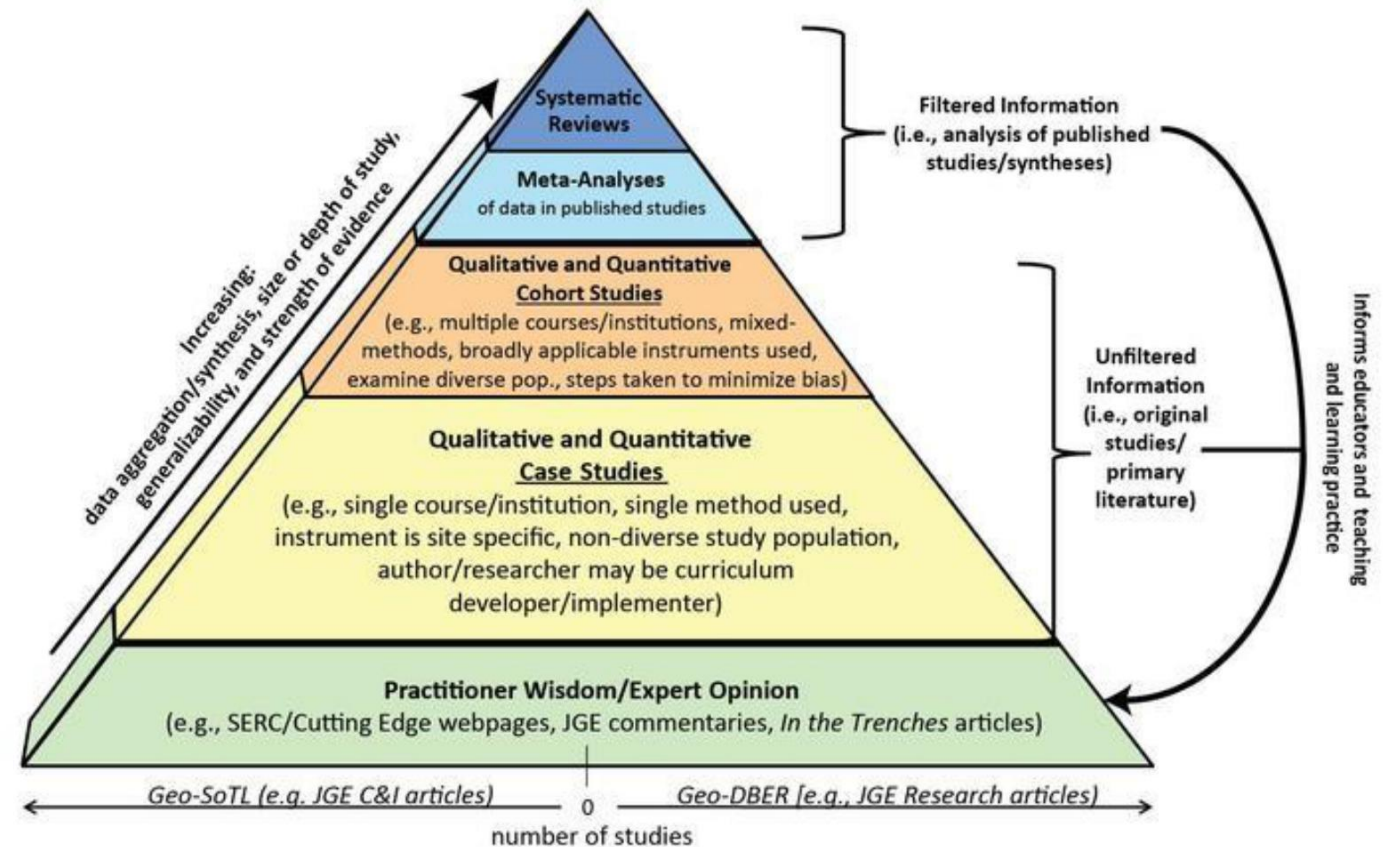 Systematic
Reviews
Meta-Analyses
of data in published studies
Qualitative and Quantitative
Cohort Studies
(e.g., multiple courses/institutions, mixed-
methods, broadly applicable instruments used,
examine diverse pop., steps taken to minimize bias)
Qualitative and Quantitative
Case Studies
(e.g., single course/institution, single method used,
instrument is site specific, non-diverse study population,
author/researcher may be curriculum
developer/implementer)
Practitioner Wisdom/Expert Opinion
(e.g., SERC/Cutting Edge webpages, JGE commentaries, In the Trenches articles)
Increasing:
data aggregation/synthesis, size or depth of study,
generalizability, and strength of evidence
Filtered Information
(i.e., analysis of published
studies/syntheses)
Unfiltered
Information
(i.e., original
studies/
primary
literature)
Informs educators and teaching
and learning practice
Geo-SoTL (e.g. JGE C&I articles)
0
Geo-DBER [e.g., JGE Research articles)
number of studies